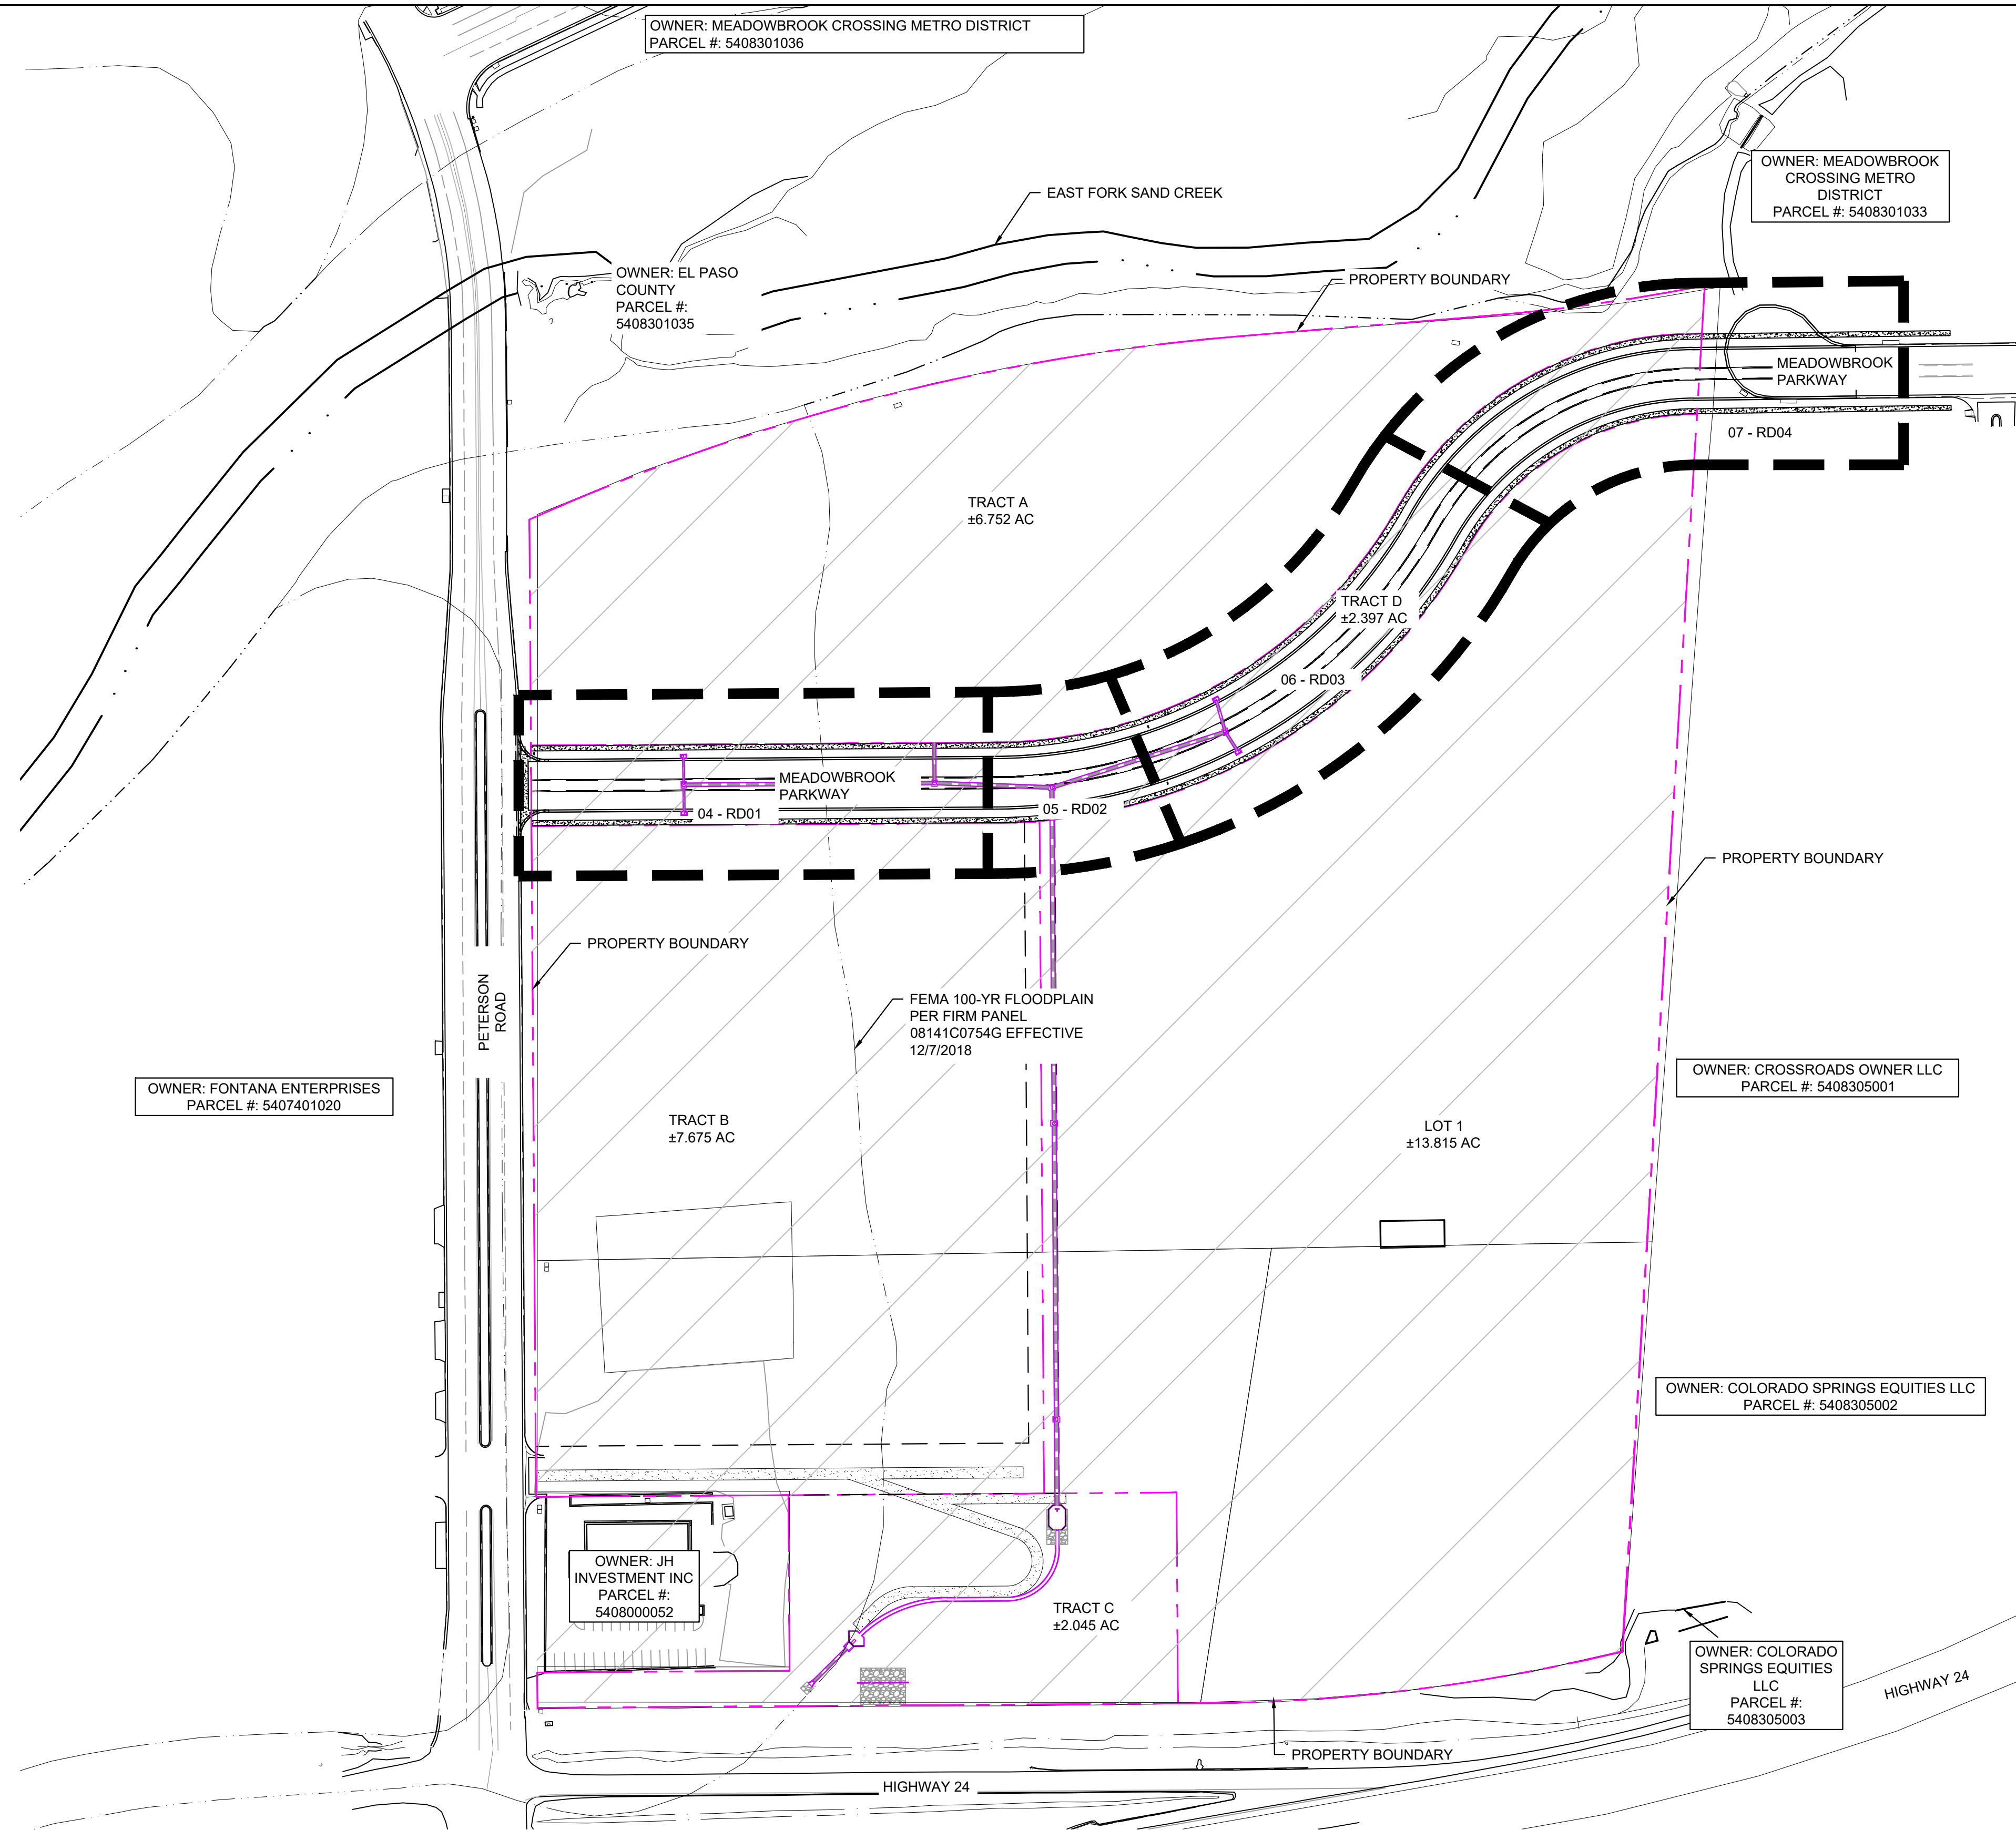 OWNER: MEADOWBROOK CROSSING METRO DISTRICT
PARCEL #: 5408301036
OWNER: MEADOWBROOK
CROSSING METRO
DISTRICT
PARCEL #: 5408301033
EAST FORK SAND CREEK
OWNER: EL PASO
COUNTY
PARCEL #:
5408301035
PROPERTY BOUNDARY
MEADOWBROOK
PARKWAY
07 - RD04
TRACT A
±6.752 AC
TRACT D
±2.397 AC
06 - RD03
MEADOWBROOK
PARKWAY
04 - RD01
05 - RD02
PROPERTY BOUNDARY
PROPERTY BOUNDARY
PETERSON
ROAD
FEMA 100-YR FLOODPLAIN
PER FIRM PANEL
08141C0754G EFFECTIVE
12/7/2018
OWNER: FONTANA ENTERPRISES
PARCEL #: 5407401020
OWNER: CROSSROADS OWNER LLC
PARCEL #: 5408305001
TRACT B
±7.675 AC
LOT 1
±13.815 AC
OWNER: COLORADO SPRINGS EQUITIES LLC
PARCEL #: 5408305002
OWNER: JH
INVESTMENT INC
PARCEL #:
5408000052
TRACT C
±2.045 AC
OWNER: COLORADO
SPRINGS EQUITIES
LLC
PARCEL #:
5408305003
HIGHWAY 24
PROPERTY BOUNDARY
HIGHWAY 24